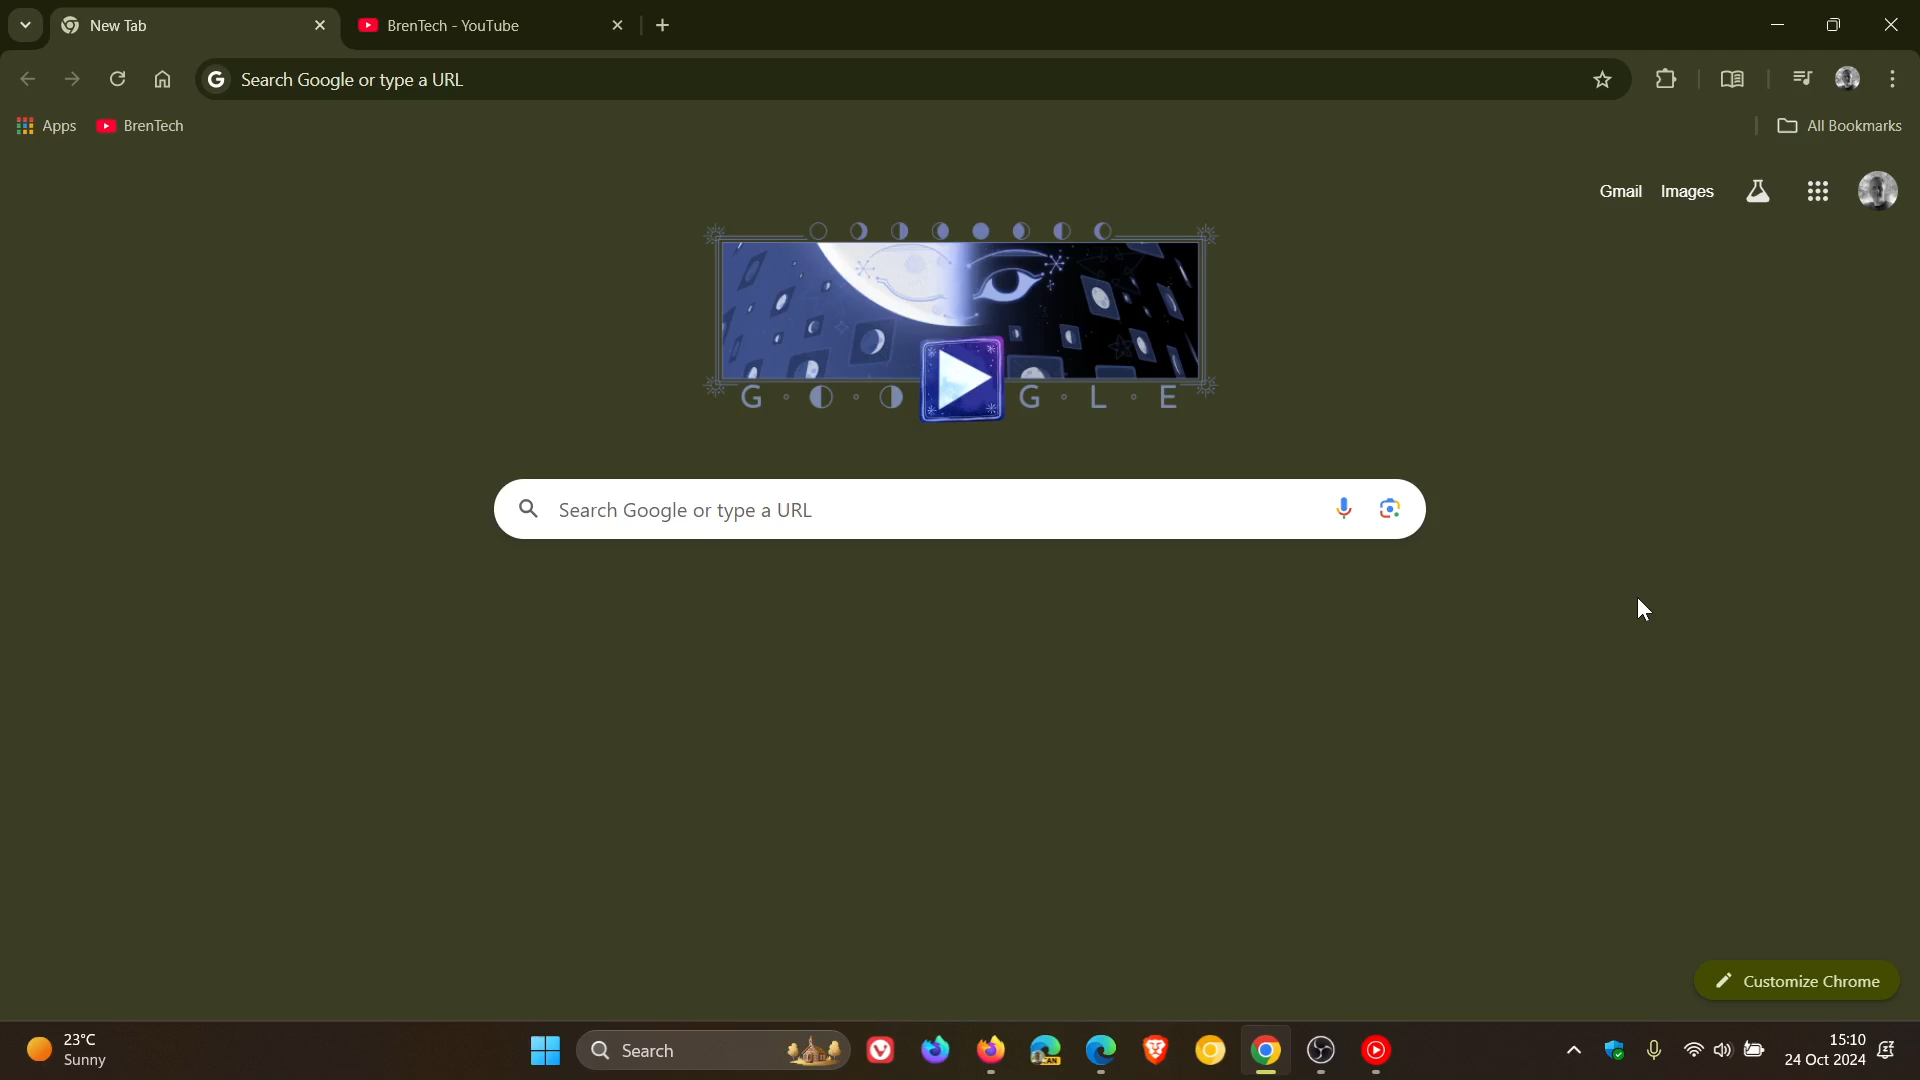 New Tab
BrenTech - YouTube
Search Google or type a URL
Apps
BrenTech
All Bookmarks
Gmail
Images
G
G L E
Search Google or type a URL
Customize Chrome
23°C
Sunny
Search
CAN
15:10
24 Oct 2024